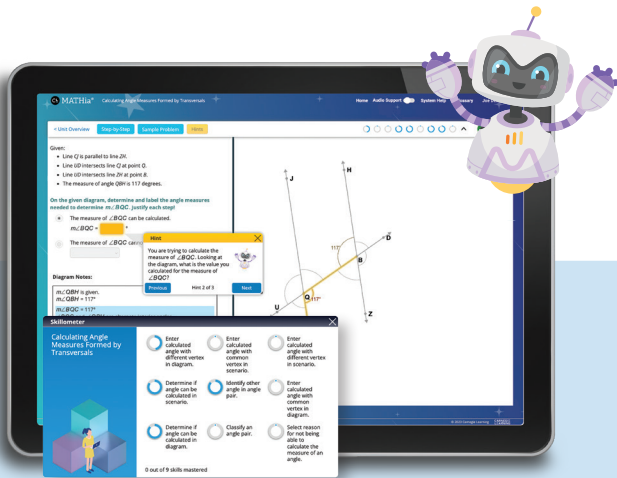 MATHia
Calculating Angle Measures Formed by Transversals
Home Audio Support System Help
< Unit Overview
Step-by-Step
Sample Problem
Hints
Given:
• Line CJ is parallel to line ZH.
• Line UD intersects line CJ at point Q.
• Line UD intersects line ZH at point B.
• The measure of angle QBH is 117 degrees.
On the given diagram, determine and label the angle measures
needed to determine m∠BQC. Justify each step!
The measure of ∠BQC can be calculated.
m∠BQC = °
The measure of ∠BQC
Hint
You are trying to calculate the
measure of ∠BQC. Looking at
the diagram, what is the value you
calculated for the measure of
∠BQC?
Previous
Hint 2 of 3
Next
Diagram Notes:
m∠QBH is given.
m∠QBH = 117°
m∠BQC = 117°
J
H
D
117°
B
Q
117°
U
Z
Skillometer
Calculating Angle
Measures Formed by
Transversals
Enter
calculated
angle with
different vertex
in diagram.
Enter
calculated
angle with
common
vertex in
scenario.
Enter
calculated
angle with
different vertex
in scenario.
Determine if
angle can be
calculated in
scenario.
Identify other
angle in angle
pair.
Enter
calculated
angle with
common
vertex in
diagram.
Determine if
angle can be
calculated in
diagram.
Classify an
angle pair.
Select reason
for not being
able to
calculate the
measure of an
angle.
0 out of 9 skills mastered